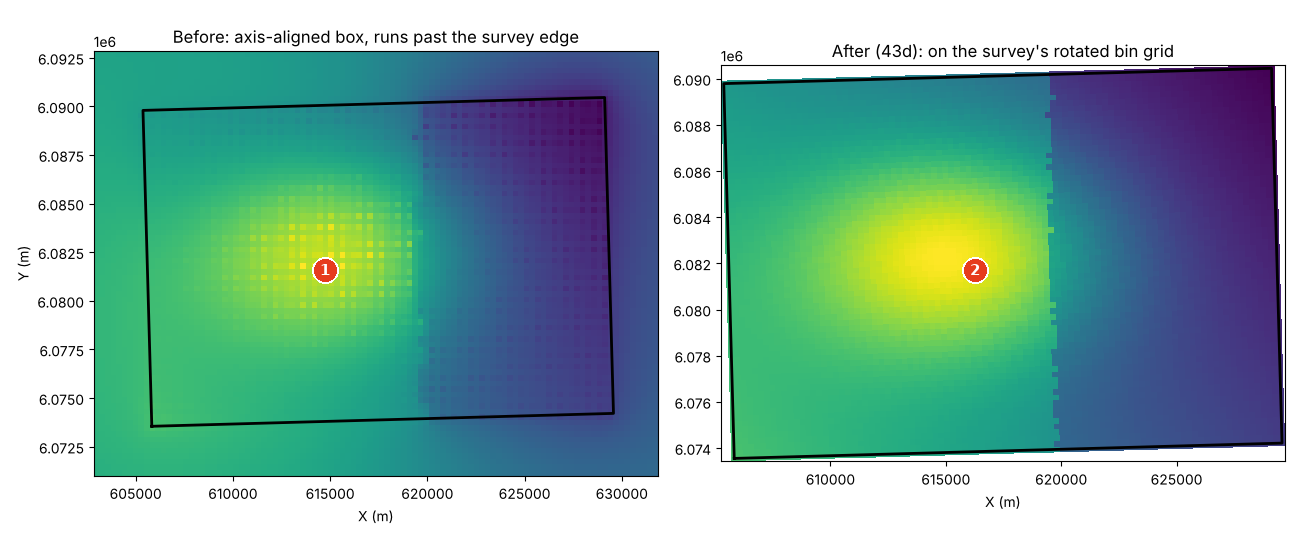 Before: axis-aligned box, runs past the survey edge
1e6
6.0925
6.0900
6.0875
6.0850
6.0825
6.0800
6.0775
6.0750
6.0725
Y (m)
1
605000 610000 615000 620000 625000 630000
X (m)
After (43d): on the survey's rotated bin grid
1e6
6.090
6.088
6.086
6.084
6.082
6.080
6.078
6.076
6.074
2
610000 615000 620000 625000
X (m)